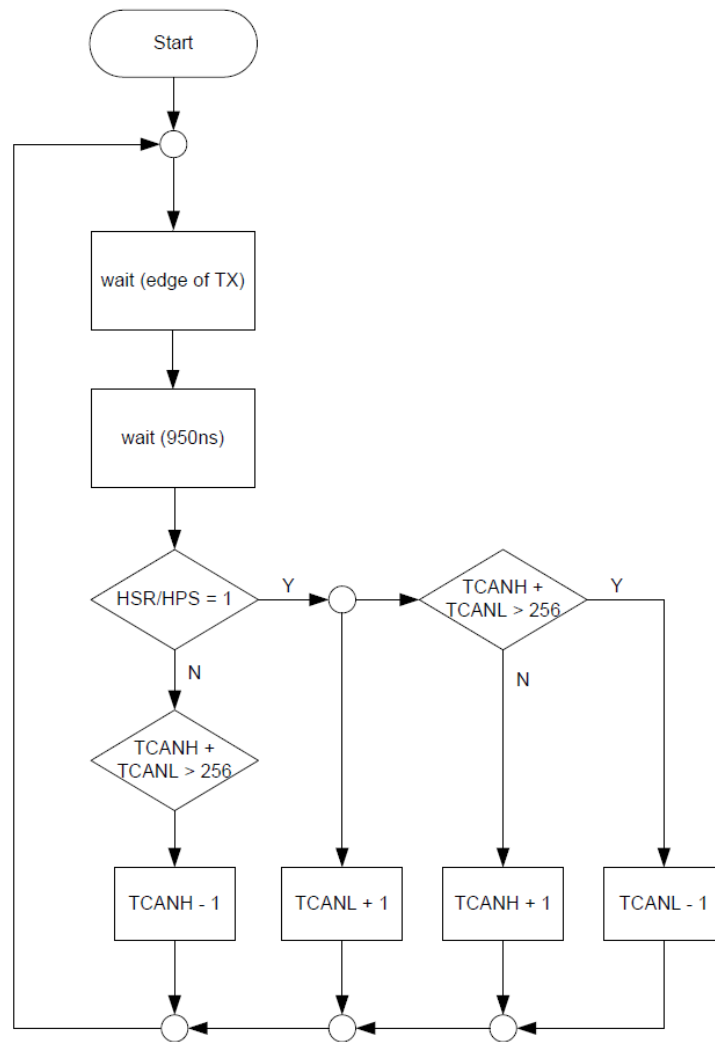 Start
wait (edge of TX)
wait (950ns)
HSR/HPS = 1
Y
TCANH +
TCANL > 256
Y
N
N
TCANH +
TCANL > 256
TCANH - 1
TCANL + 1
TCANH + 1
TCANL - 1